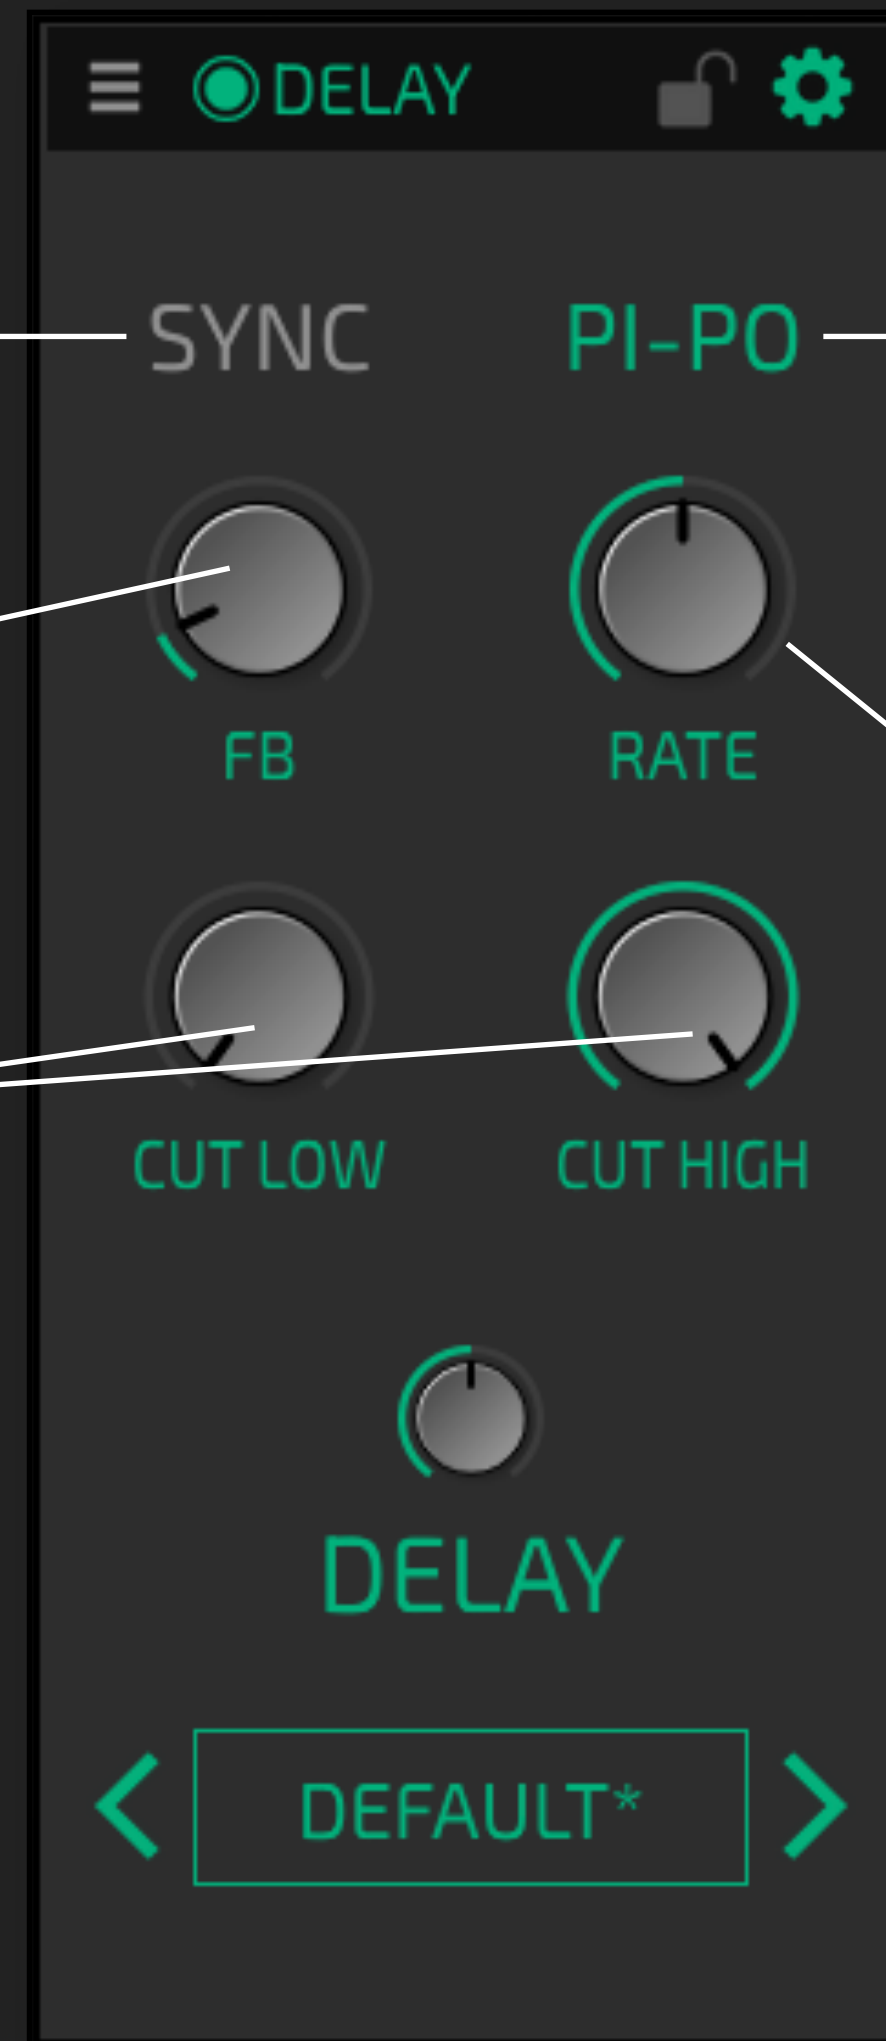 DELAY
SYNC PI-PO
FB RATE
CUT LOW CUT HIGH
DELAY
DEFAULT*